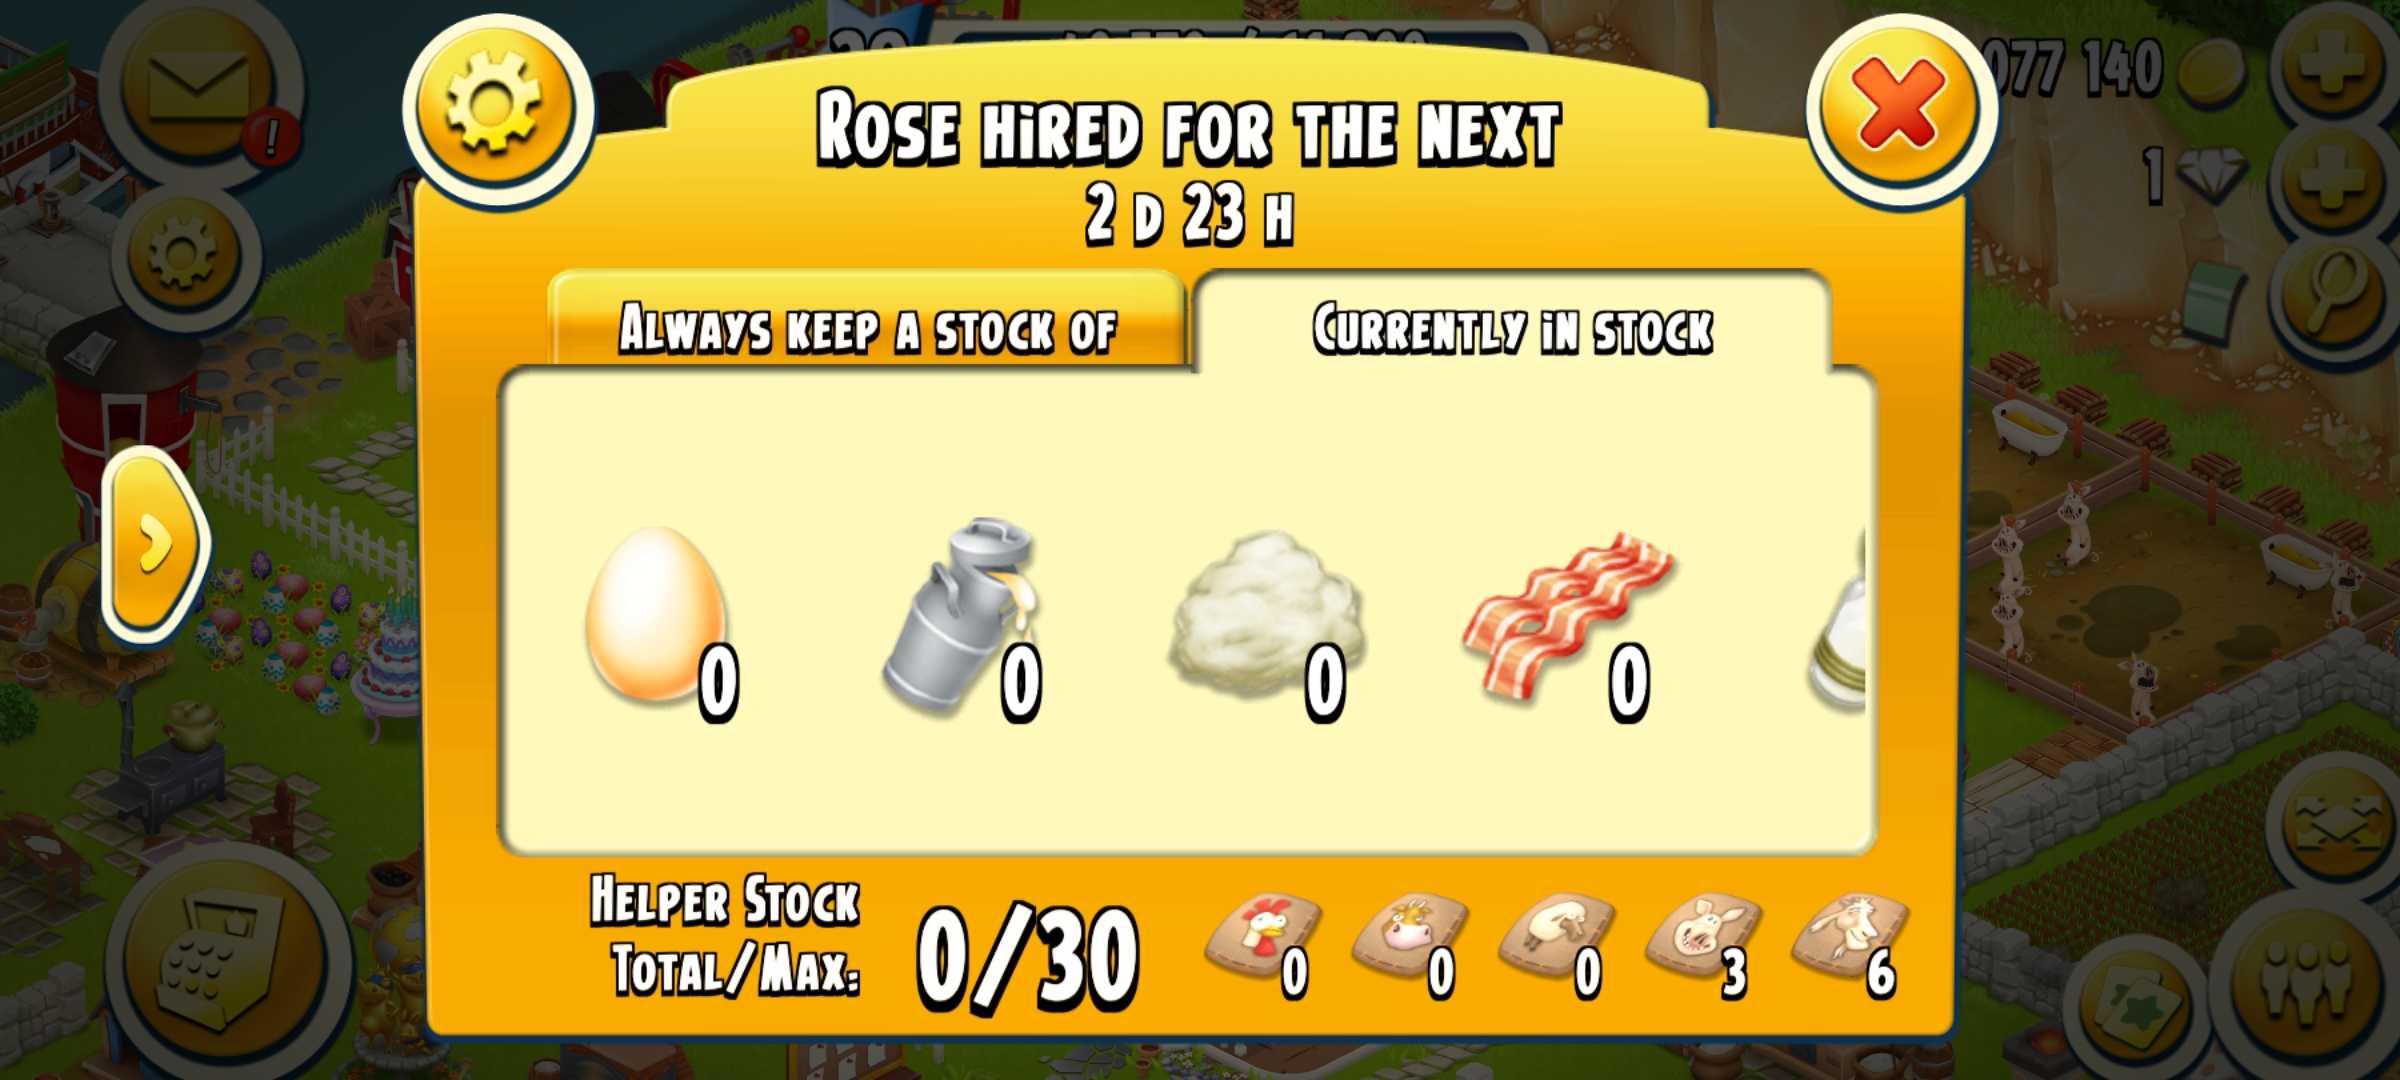 077 140
1
!
Rose hired for the next
2 d 23 h
Always keep a stock of
Currently in stock
0
0
0
0
Helper Stock
Total/Max:
0/30
0
0
0
3
6